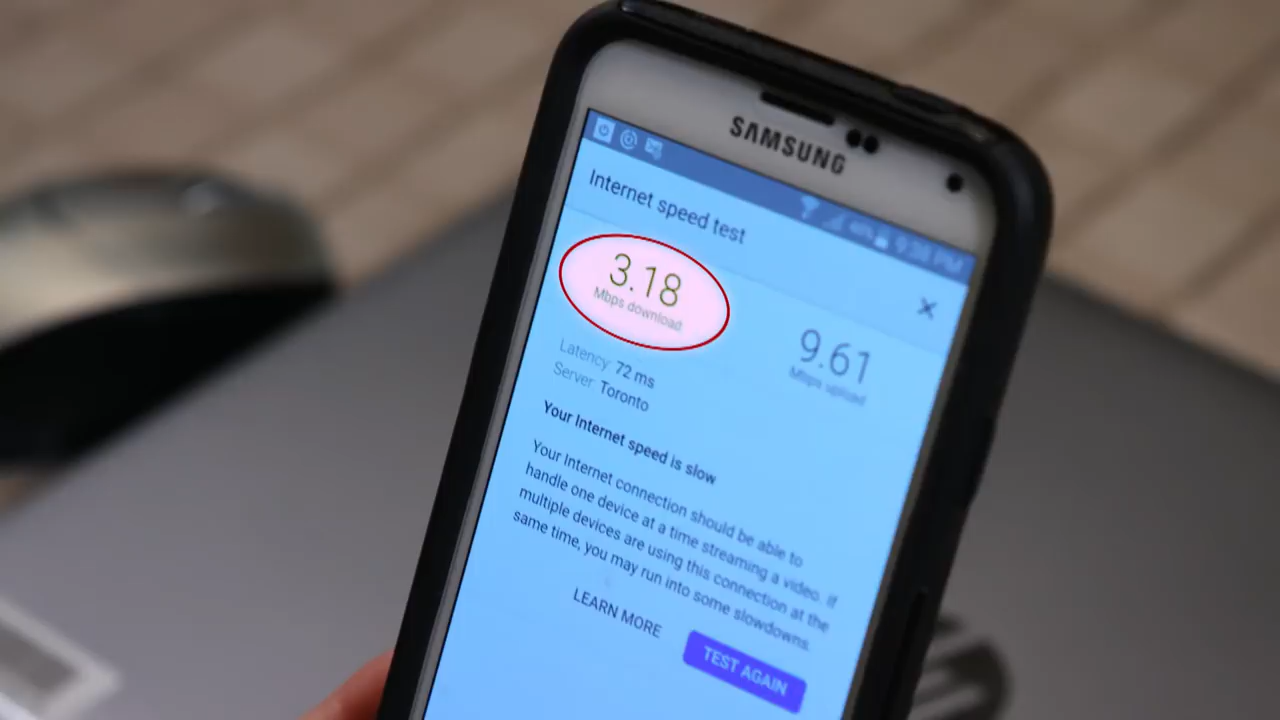 SAMSUNG
9:36 PM
Internet speed test
3.18
Mbps download
9.61
Mbps upload
Latency 72 ms
Server Toronto
Your Internet speed is slow
Your Internet connection should be able to
handle one device at a time streaming a video. If
multiple devices are using this connection at the
same time, you may run into some slowdowns.
LEARN MORE
TEST AGAIN